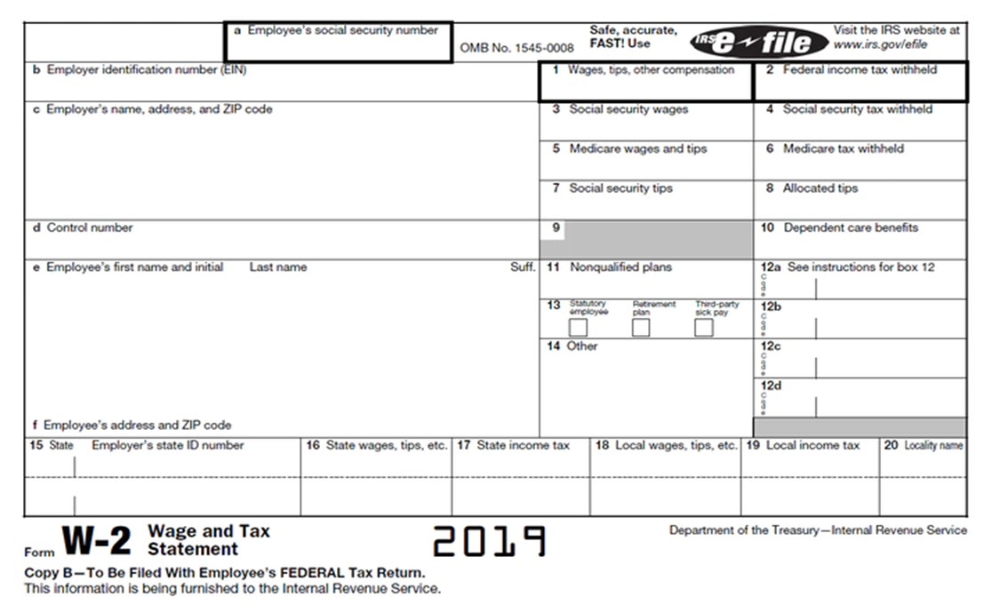 a Employee's social security number
OMB No. 1545-0008
Safe, accurate,
FAST! Use
IRS e file
Visit the IRS website at
www.irs.gov/efile
b Employer identification number (EIN)
1 Wages, tips, other compensation
2 Federal income tax withheld
c Employer's name, address, and ZIP code
3 Social security wages
4 Social security tax withheld
5 Medicare wages and tips
6 Medicare tax withheld
7 Social security tips
8 Allocated tips
d Control number
9
10 Dependent care benefits
e Employee's first name and initial Last name Suff.
11 Nonqualified plans
12a See instructions for box 12
Code
13 Statutory employee Retirement plan Third-party sick pay
12b
Code
14 Other
12c
Code
12d
Code
f Employee's address and ZIP code
15 State Employer's state ID number
16 State wages, tips, etc.
17 State income tax
18 Local wages, tips, etc.
19 Local income tax
20 Locality name
Form W-2 Wage and Tax
Statement
2019
Department of the Treasury—Internal Revenue Service
Copy B—To Be Filed With Employee's FEDERAL Tax Return.
This information is being furnished to the Internal Revenue Service.